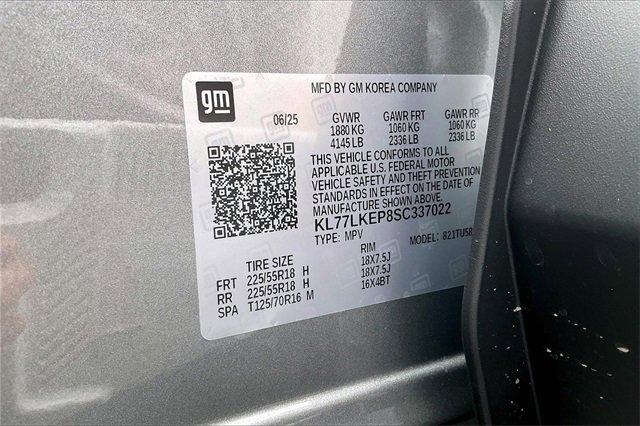 gm
MFD BY GM KOREA COMPANY
06/25 GVWR GAWR FRT GAWR RR
1880 KG 1060 KG 1060 KG
4145 LB 2336 LB 2336 LB
THIS VEHICLE CONFORMS TO ALL
APPLICABLE U.S. FEDERAL MOTOR
VEHICLE SAFETY AND THEFT PREVENTION
STANDARDS IN EFFECT ON THE DATE OF
MANUFACTURE SHOWN ABOVE.
KL77LKEP8SC337022
TYPE: MPV MODEL: 821TU58
TIRE SIZE RIM
FRT 225/55R18 H 18X7.5J
RR 225/55R18 H 18X7.5J
SPA T125/70R16 M 16X4BT